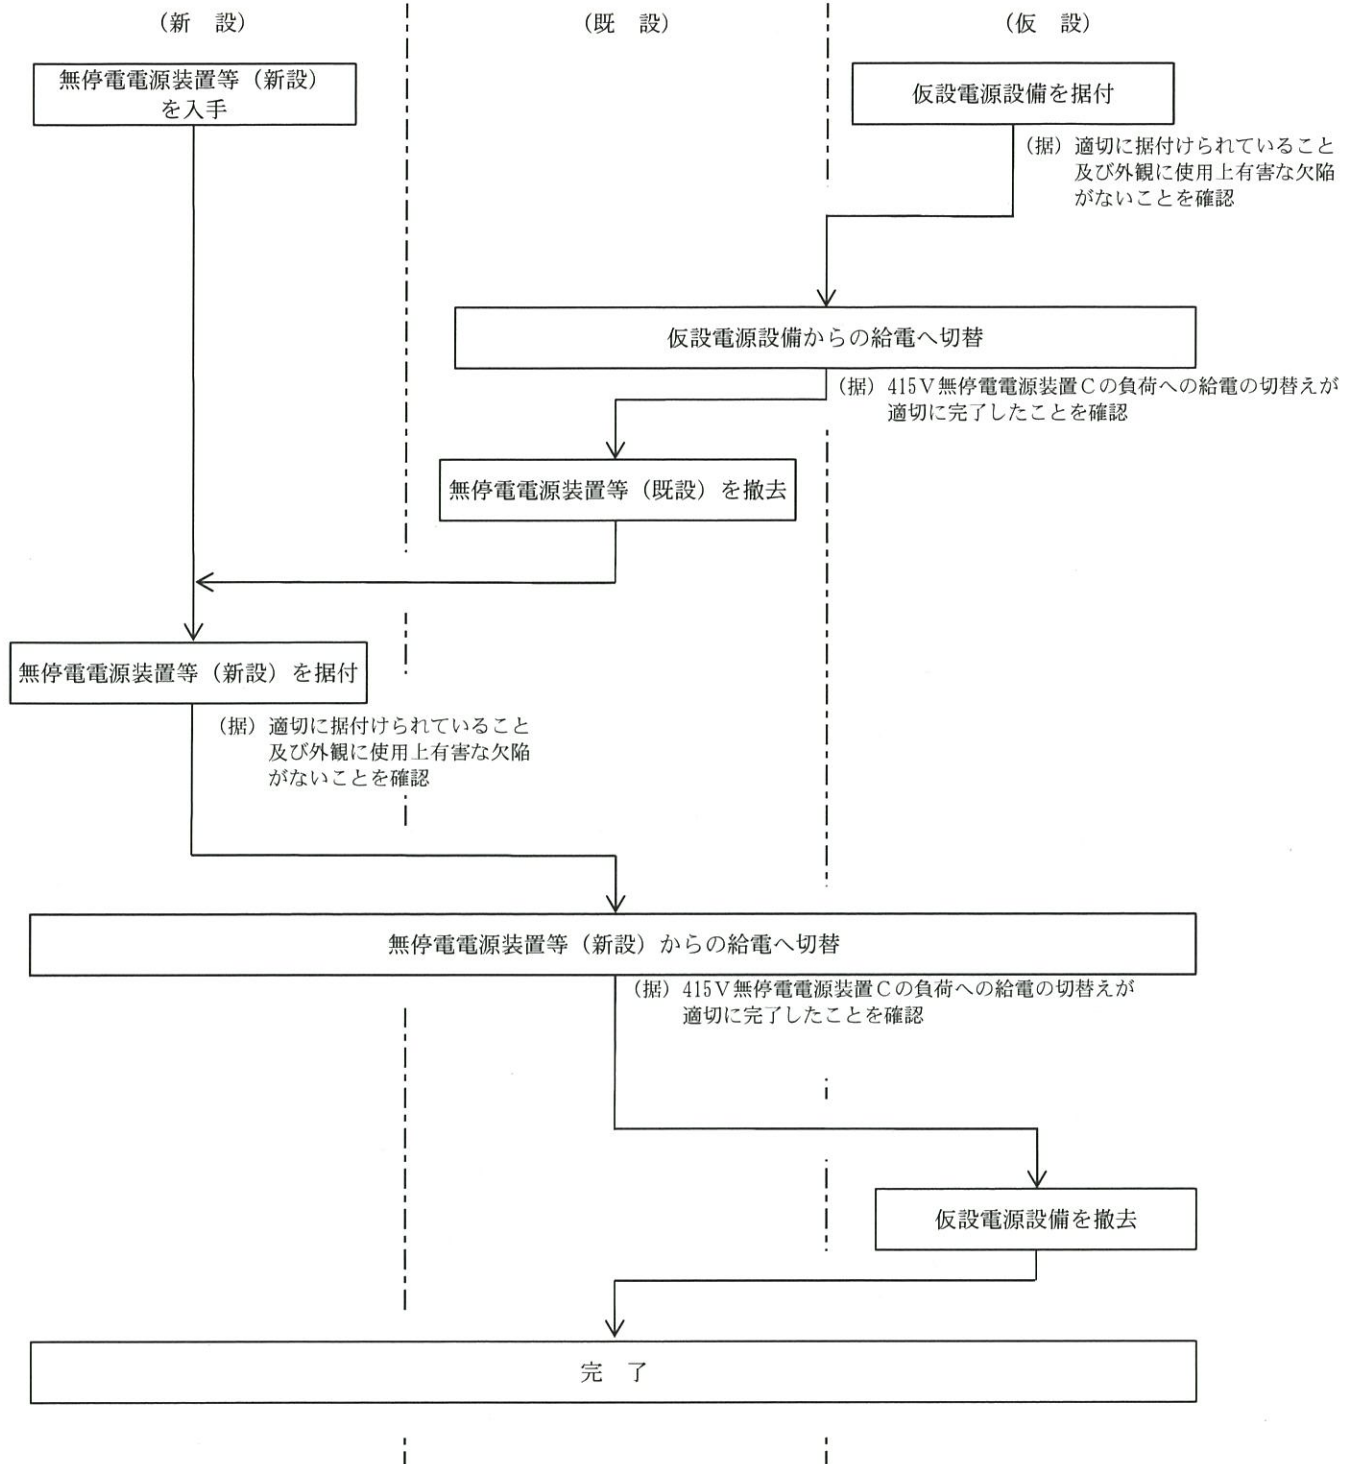 （新　設）
（既　設）
（仮　設）
無停電電源装置等（新設）
を入手
仮設電源設備を据付
（据）適切に据付けられていること
及び外観に使用上有害な欠陥
がないことを確認
仮設電源設備からの給電へ切替
（据）415Ｖ無停電電源装置Ｃの負荷への給電の切替えが
適切に完了したことを確認
無停電電源装置等（既設）を撤去
無停電電源装置等（新設）を据付
（据）適切に据付けられていること
及び外観に使用上有害な欠陥
がないことを確認
無停電電源装置等（新設）からの給電へ切替
（据）415Ｖ無停電電源装置Ｃの負荷への給電の切替えが
適切に完了したことを確認
仮設電源設備を撤去
完　了